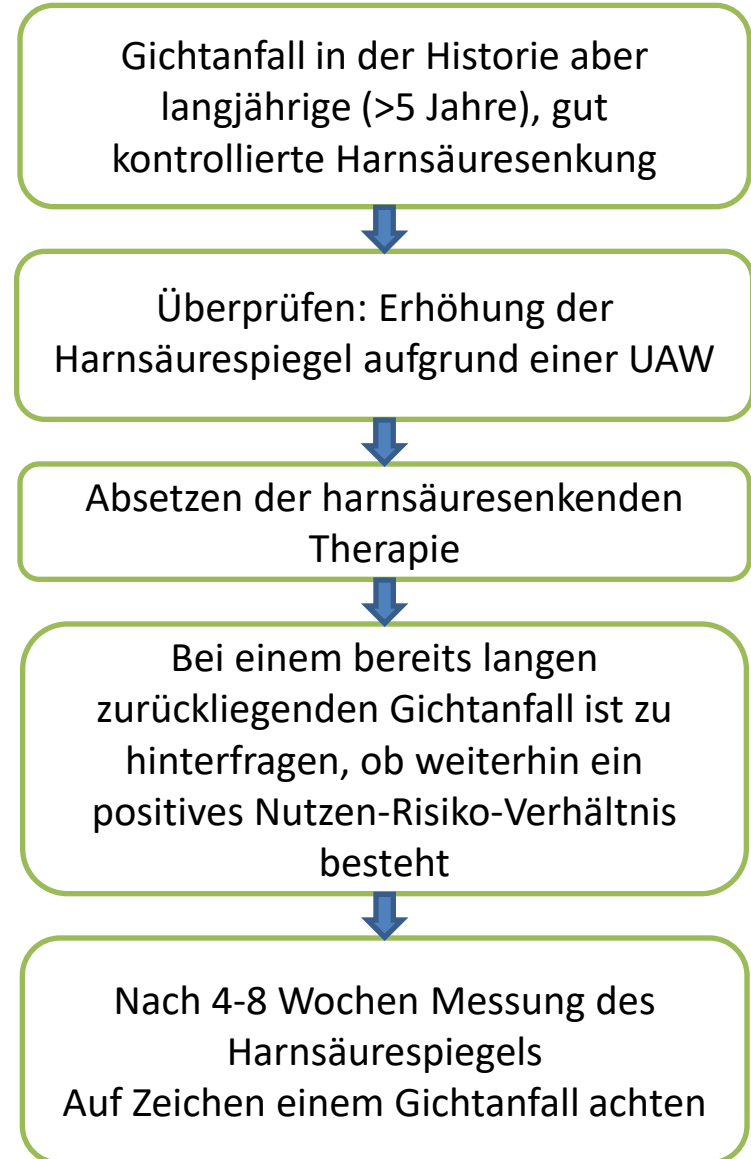 Gichtanfall in der Historie aber
langjährige (>5 Jahre), gut
kontrollierte Harnsäuresenkung
Überprüfen: Erhöhung der
Harnsäurespiegel aufgrund einer UAW
Absetzen der harnsäuresenkenden
Therapie
Bei einem bereits langen
zurückliegenden Gichtanfall ist zu
hinterfragen, ob weiterhin ein
positives Nutzen-Risiko-Verhältnis
besteht
Nach 4-8 Wochen Messung des
Harnsäurespiegels
Auf Zeichen einem Gichtanfall achten